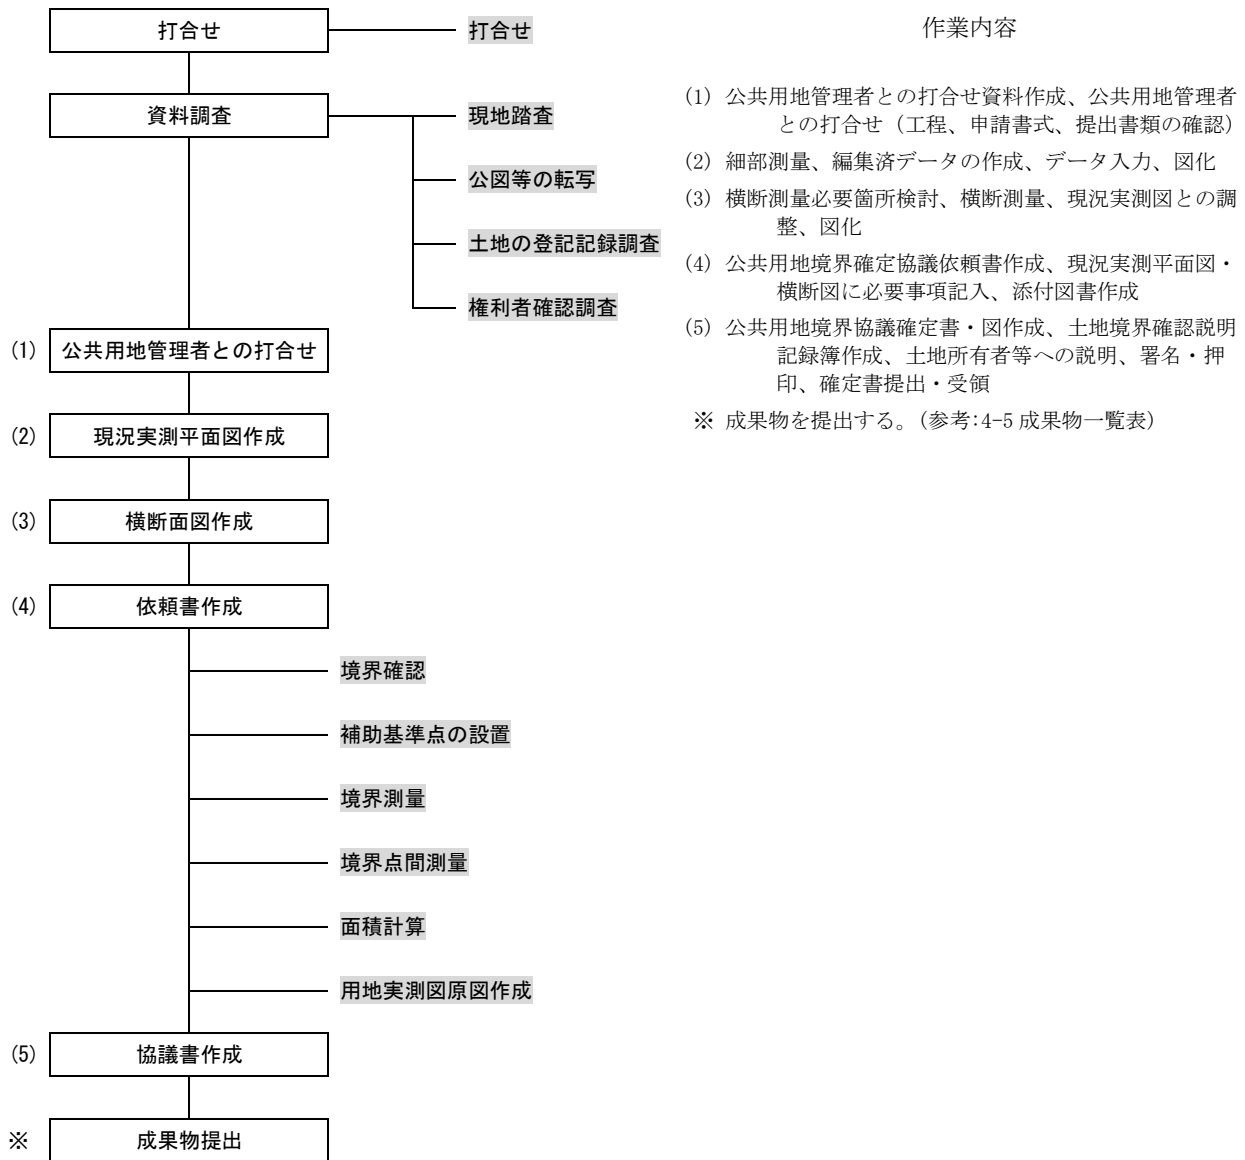 打合せ
打合せ
資料調査
現地踏査
公図等の転写
土地の登記記録調査
権利者確認調査
(1) 公共用地管理者との打合せ
(2) 現況実測平面図作成
(3) 横断面図作成
(4) 依頼書作成
境界確認
補助基準点の設置
境界測量
境界点間測量
面積計算
用地実測図原図作成
(5) 協議書作成
※ 成果物提出
作業内容
(1) 公共用地管理者との打合せ資料作成、公共用地管理者
との打合せ（工程、申請書式、提出書類の確認）
(2) 細部測量、編集済データの作成、データ入力、図化
(3) 横断測量必要箇所検討、横断測量、現況実測図との調
整、図化
(4) 公共用地境界確定協議依頼書作成、現況実測平面図・
横断図に必要事項記入、添付図書作成
(5) 公共用地境界協議確定書・図作成、土地境界確認説明
記録簿作成、土地所有者等への説明、署名・押
印、確定書提出・受領
※ 成果物を提出する。（参考:4-5 成果物一覧表）